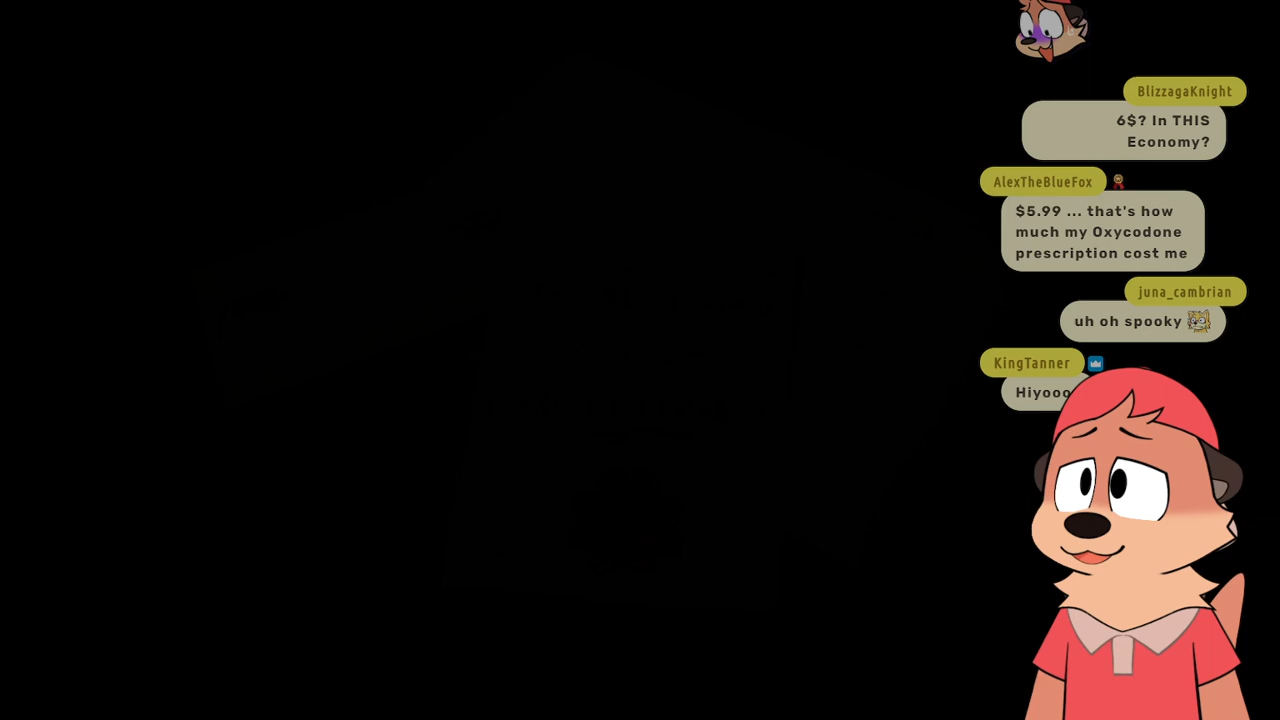 BlizzagaKnight
6$? In THIS
Economy?
AlexTheBlueFox
$5.99 ... that's how
much my Oxycodone
prescription cost me
juna_cambrian
uh oh spooky
KingTanner
Hiyooo